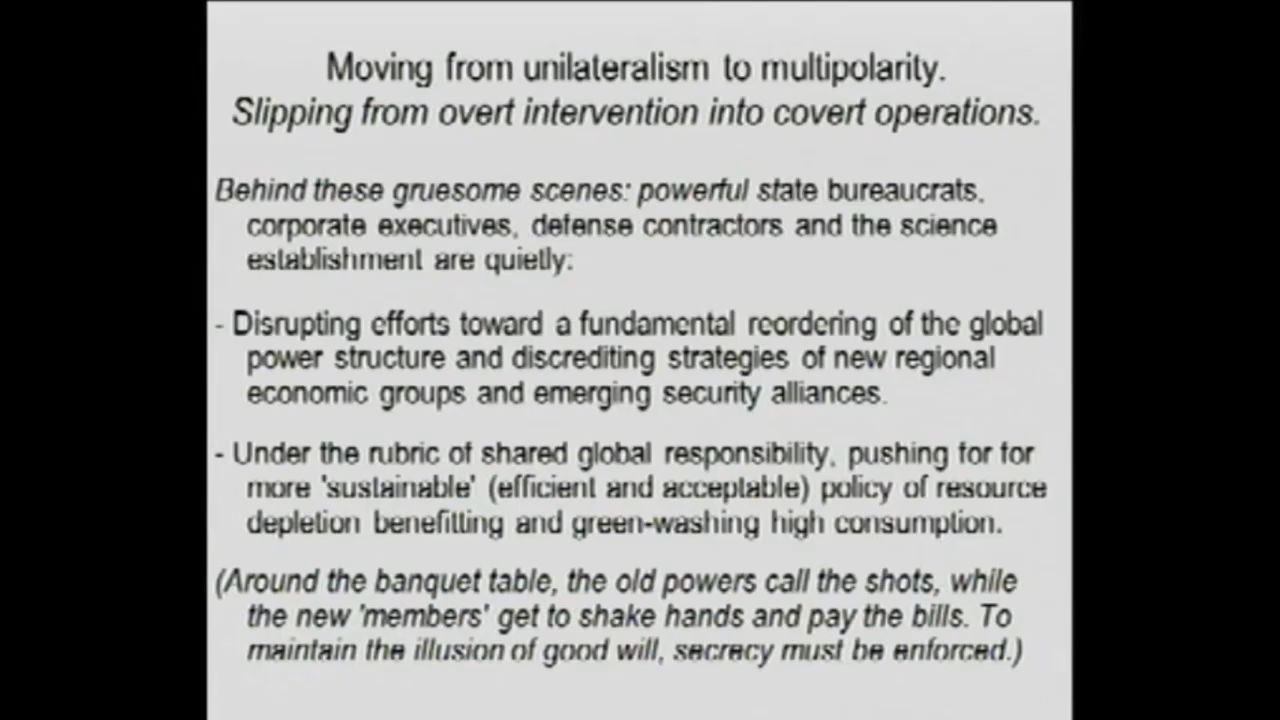 Moving from unilateralism to multipolarity.
Slipping from overt intervention into covert operations.
Behind these gruesome scenes: powerful state bureaucrats,
corporate executives, defense contractors and the science
establishment are quietly:
- Disrupting efforts toward a fundamental reordering of the global
power structure and discrediting strategies of new regional
economic groups and emerging security alliances.
- Under the rubric of shared global responsibility, pushing for for
more 'sustainable' (efficient and acceptable) policy of resource
depletion benefitting and green-washing high consumption.
(Around the banquet table, the old powers call the shots, while
the new 'members' get to shake hands and pay the bills. To
maintain the illusion of good will, secrecy must be enforced.)